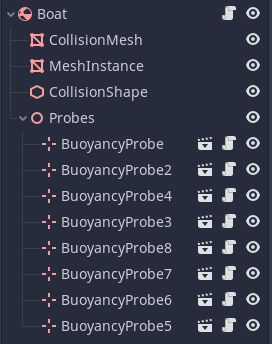 Boat
CollisionMesh
MeshInstance
CollisionShape
Probes
BuoyancyProbe
BuoyancyProbe2
BuoyancyProbe4
BuoyancyProbe3
BuoyancyProbe8
BuoyancyProbe7
BuoyancyProbe6
BuoyancyProbe5